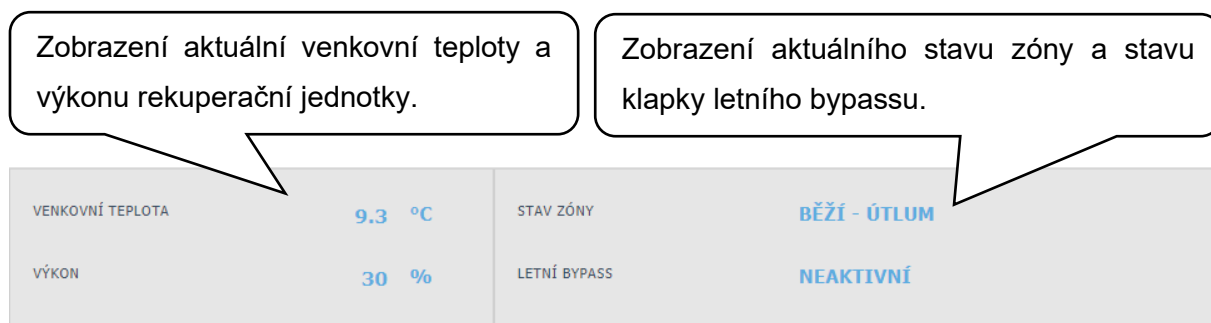 Zobrazení aktuální venkovní teploty a
výkonu rekuperační jednotky.
Zobrazení aktuálního stavu zóny a stavu
klapky letního bypassu.
VENKOVNÍ TEPLOTA 9.3 °C
VÝKON 30 %
STAV ZÓNY BĚŽÍ - ÚTLUM
LETNÍ BYPASS NEAKTIVNÍ